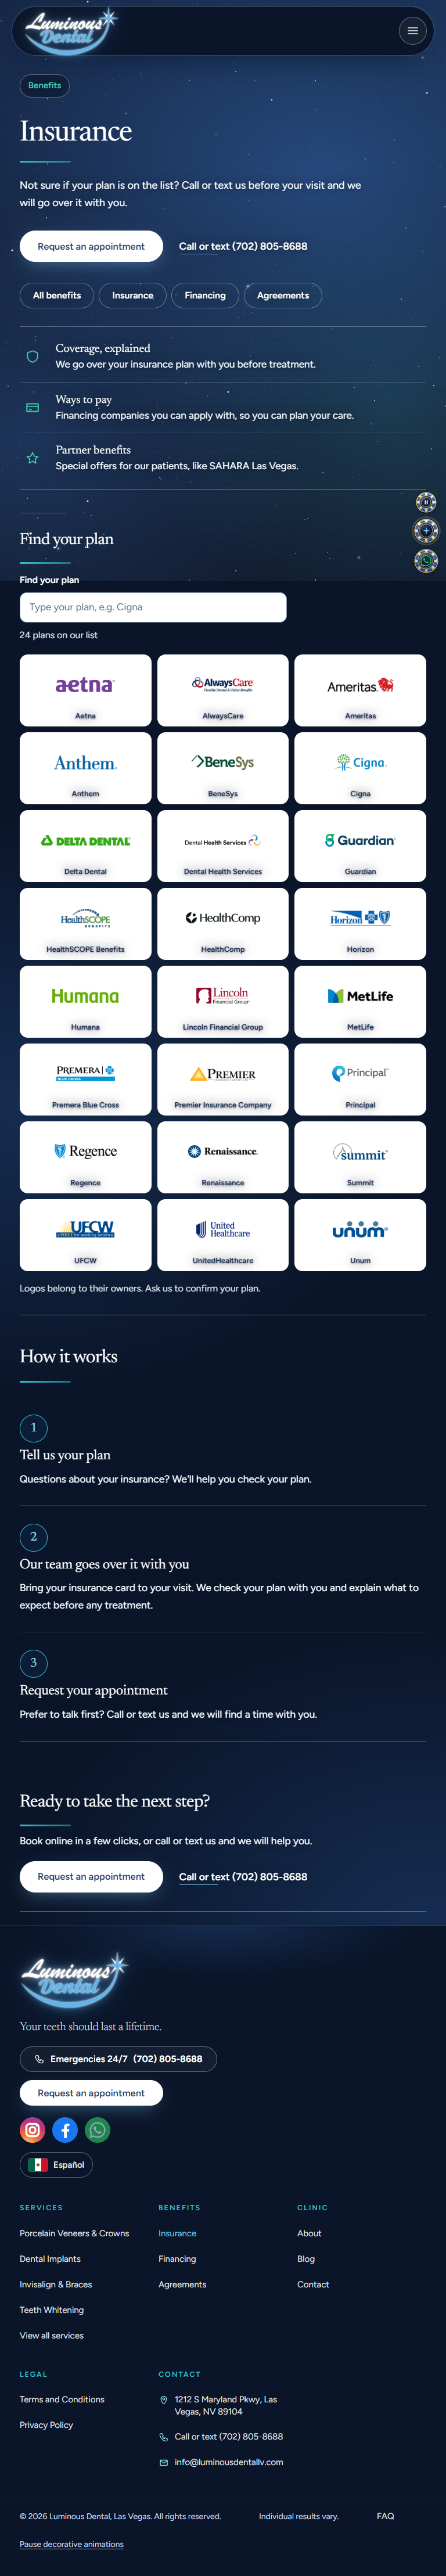 Luminous
Dental
Benefits
Insurance
Not sure if your plan is on the list? Call or text us before your visit and we
will go over it with you.
Request an appointment
Call or text (702) 805-8688
All benefits
Insurance
Financing
Agreements
Coverage, explained
We go over your insurance plan with you before treatment.
Ways to pay
Financing companies you can apply with, so you can plan your care.
Partner benefits
Special offers for our patients, like SAHARA Las Vegas.
Find your plan
Find your plan
Type your plan, e.g. Cigna
24 plans on our list
aetna
Aetna
AlwaysCare
Flexible Dental & Vision Benefits
AlwaysCare
Ameritas
Ameritas
Anthem
Anthem
BeneSys
BeneSys
Cigna
Cigna
DELTA DENTAL
Delta Dental
Dental Health Services
Dental Health Services
Guardian
Guardian
HealthSCOPE
BENEFITS
HealthSCOPE Benefits
HealthComp
HealthComp
Horizon
Horizon
Humana
Humana
Lincoln
Financial Group
Lincoln Financial Group
MetLife
MetLife
PREMERA
BLUE CROSS
Premera Blue Cross
PREMIER
Premier Insurance Company
Principal
Principal
Regence
Regence
Renaissance
Renaissance
summit
Summit
UFCW
UFCW
United
Healthcare
UnitedHealthcare
unum
Unum
Logos belong to their owners. Ask us to confirm your plan.
How it works
1
Tell us your plan
Questions about your insurance? We'll help you check your plan.
2
Our team goes over it with you
Bring your insurance card to your visit. We check your plan with you and explain what to
expect before any treatment.
3
Request your appointment
Prefer to talk first? Call or text us and we will find a time with you.
Ready to take the next step?
Book online in a few clicks, or call or text us and we will help you.
Request an appointment
Call or text (702) 805-8688
Luminous
Dental
Your teeth should last a lifetime.
Emergencies 24/7 (702) 805-8688
Request an appointment
Español
SERVICES
Porcelain Veneers & Crowns
Dental Implants
Invisalign & Braces
Teeth Whitening
View all services
BENEFITS
Insurance
Financing
Agreements
CLINIC
About
Blog
Contact
LEGAL
Terms and Conditions
Privacy Policy
CONTACT
1212 S Maryland Pkwy, Las
Vegas, NV 89104
Call or text (702) 805-8688
info@luminousdentallv.com
© 2026 Luminous Dental, Las Vegas. All rights reserved.
Individual results vary.
FAQ
Pause decorative animations